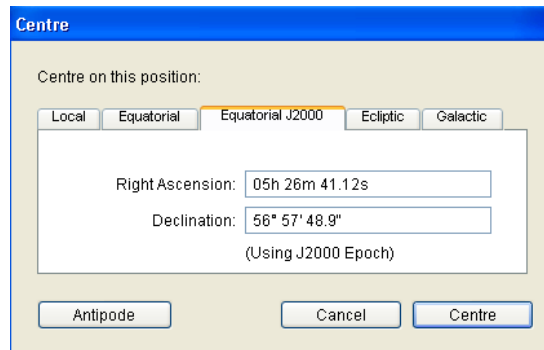 Centre
Centre on this position:
Local Equatorial Equatorial J2000 Ecliptic Galactic
Right Ascension: 05h 26m 41.12s
Declination: 56° 57' 48.9"
(Using J2000 Epoch)
Antipode Cancel Centre